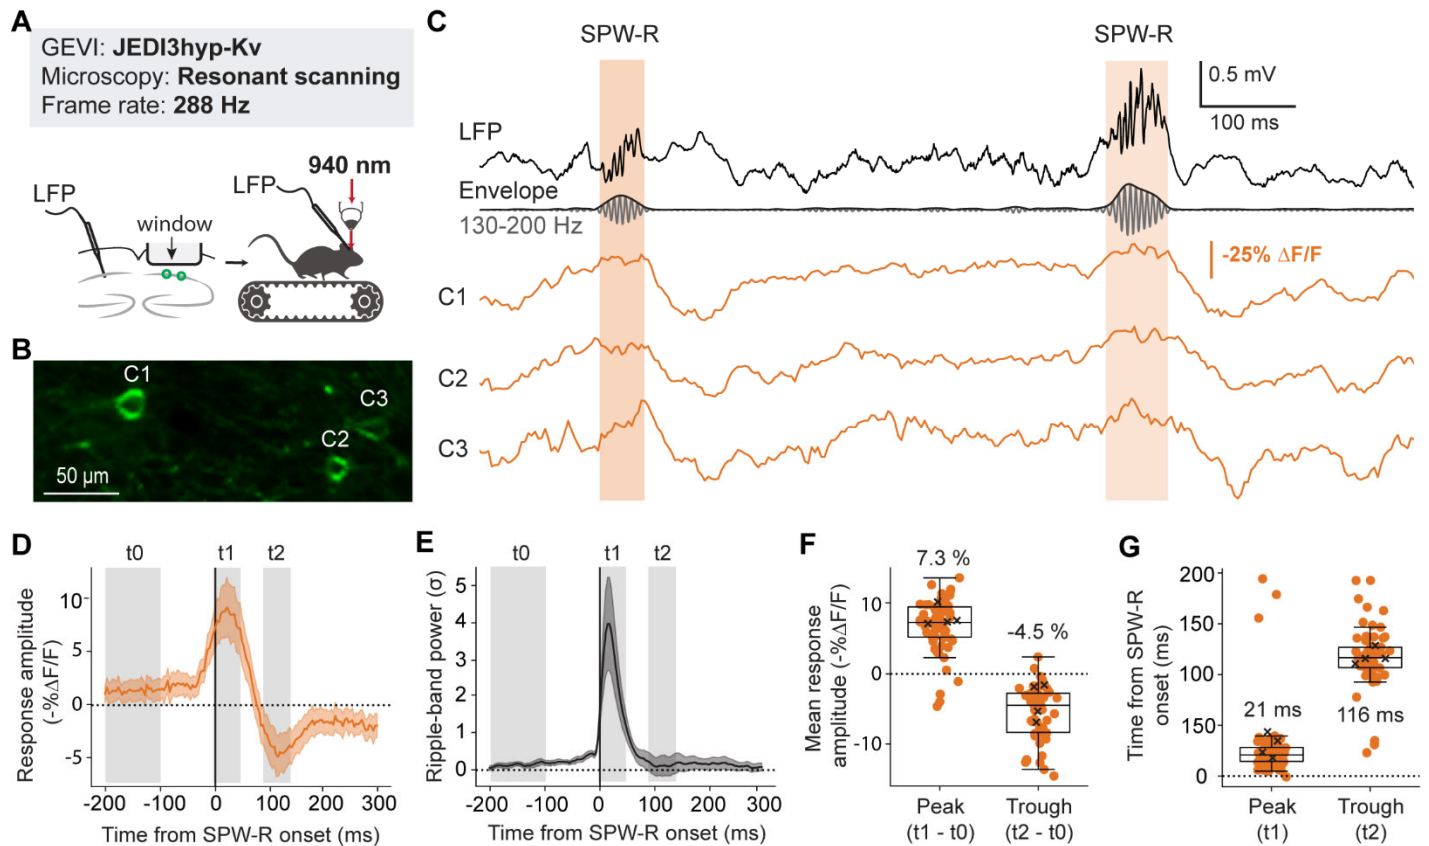 A
GEVI: JEDI3hyp-Kv
Microscopy: Resonant scanning
Frame rate: 288 Hz
LFP
window
LFP
940 nm
B
C1
C3
C2
50 µm
C
SPW-R
SPW-R
0.5 mV
100 ms
LFP
Envelope
130-200 Hz
-25% ΔF/F
C1
C2
C3
D
t0
t1
t2
Response amplitude
(-%ΔF/F)
10
5
0
-5
-200
-100
0
100
200
300
Time from SPW-R onset (ms)
E
t0
t1
t2
Ripple-band power (σ)
5
4
3
2
1
0
-200
-100
0
100
200
300
Time from SPW-R onset (ms)
F
7.3 %
-4.5 %
Mean response
amplitude (-%ΔF/F)
10
0
-10
Peak
(t1 - t0)
Trough
(t2 - t0)
G
Time from SPW-R
onset (ms)
200
150
100
150
0
21 ms
116 ms
Peak
(t1)
Trough
(t2)